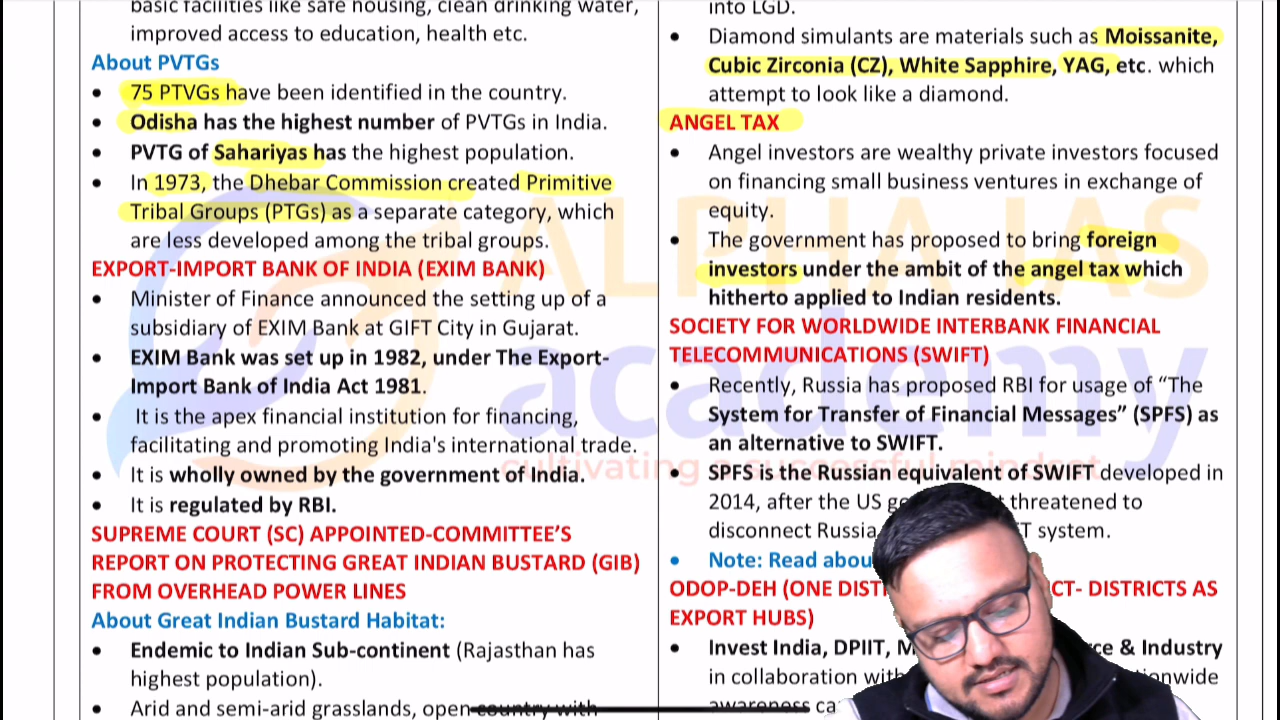 basic facilities like safe housing, clean drinking water,
improved access to education, health etc.
About PVTGs
• 75 PTVGs have been identified in the country.
• Odisha has the highest number of PVTGs in India.
• PVTG of Sahariyas has the highest population.
• In 1973, the Dhebar Commission created Primitive
Tribal Groups (PTGs) as a separate category, which
are less developed among the tribal groups.
EXPORT-IMPORT BANK OF INDIA (EXIM BANK)
• Minister of Finance announced the setting up of a
subsidiary of EXIM Bank at GIFT City in Gujarat.
• EXIM Bank was set up in 1982, under The Export-
Import Bank of India Act 1981.
• It is the apex financial institution for financing,
facilitating and promoting India's international trade.
• It is wholly owned by the government of India.
• It is regulated by RBI.
SUPREME COURT (SC) APPOINTED-COMMITTEE’S
REPORT ON PROTECTING GREAT INDIAN BUSTARD (GIB)
FROM OVERHEAD POWER LINES
About Great Indian Bustard Habitat:
• Endemic to Indian Sub-continent (Rajasthan has
highest population).
• Arid and semi-arid grasslands, open country with
into LGD.
• Diamond simulants are materials such as Moissanite,
Cubic Zirconia (CZ), White Sapphire, YAG, etc. which
attempt to look like a diamond.
ANGEL TAX
• Angel investors are wealthy private investors focused
on financing small business ventures in exchange of
equity.
• The government has proposed to bring foreign
investors under the ambit of the angel tax which
hitherto applied to Indian residents.
SOCIETY FOR WORLDWIDE INTERBANK FINANCIAL
TELECOMMUNICATIONS (SWIFT)
• Recently, Russia has proposed RBI for usage of “The
System for Transfer of Financial Messages” (SPFS) as
an alternative to SWIFT.
• SPFS is the Russian equivalent of SWIFT developed in
2014, after the US threatened to
disconnect Russia system.
• Note: Read
ODOP-DEH (ONE DISTRICTS AS
EXPORT HUBS)
• Invest India, DPIIT, & Industry
in collaboration
awareness
ALPHA IAS
academy
cultivating a successful mindset